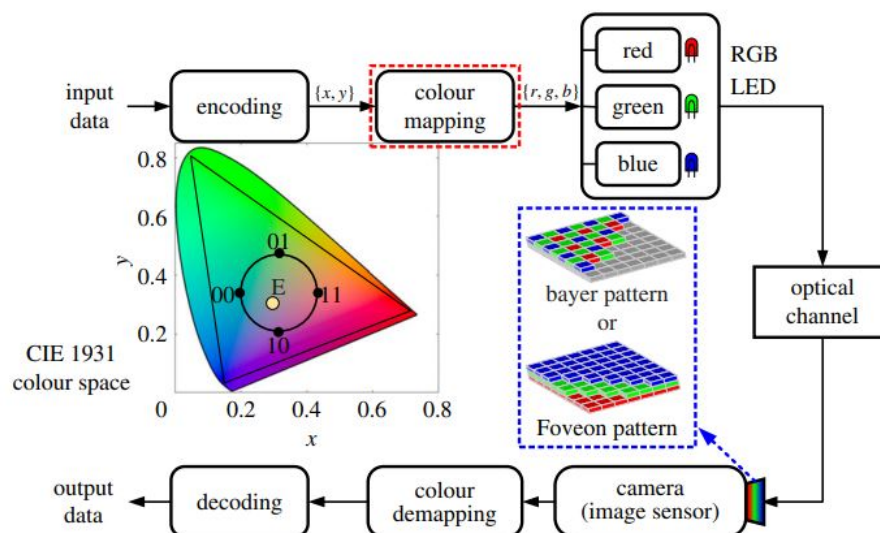 input
data
encoding
{x, y}
colour
mapping
{r, g, b}
red
green
blue
RGB
LED
0.8
0.6
0.4
0.2
y
01
00
E
11
10
CIE 1931
colour space
0
0.2
0.4
0.6
0.8
x
bayer pattern
or
Foveon pattern
optical
channel
output
data
decoding
colour
demapping
camera
(image sensor)